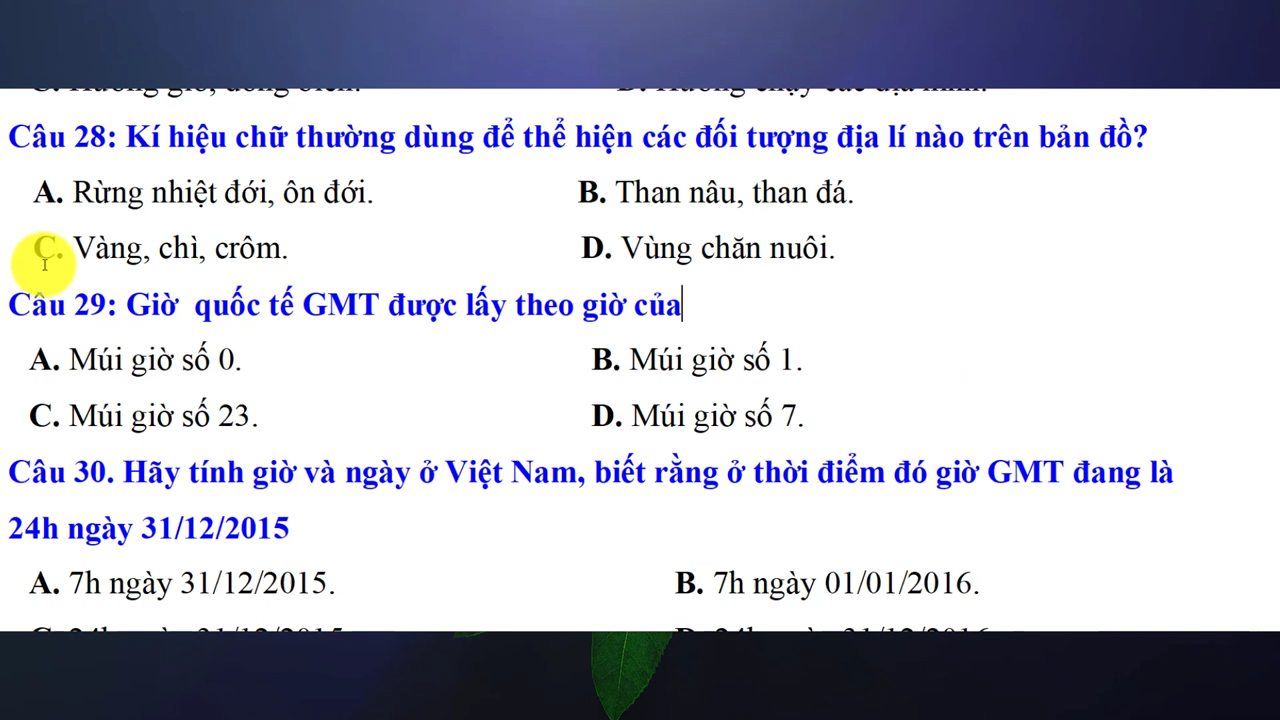 Câu 28: Kí hiệu chữ thường dùng để thể hiện các đối tượng địa lí nào trên bản đồ?
A. Rừng nhiệt đới, ôn đới. B. Than nâu, than đá.
C. Vàng, chì, crôm. D. Vùng chăn nuôi.
Câu 29: Giờ quốc tế GMT được lấy theo giờ của
A. Múi giờ số 0. B. Múi giờ số 1.
C. Múi giờ số 23. D. Múi giờ số 7.
Câu 30. Hãy tính giờ và ngày ở Việt Nam, biết rằng ở thời điểm đó giờ GMT đang là
24h ngày 31/12/2015
A. 7h ngày 31/12/2015. B. 7h ngày 01/01/2016.